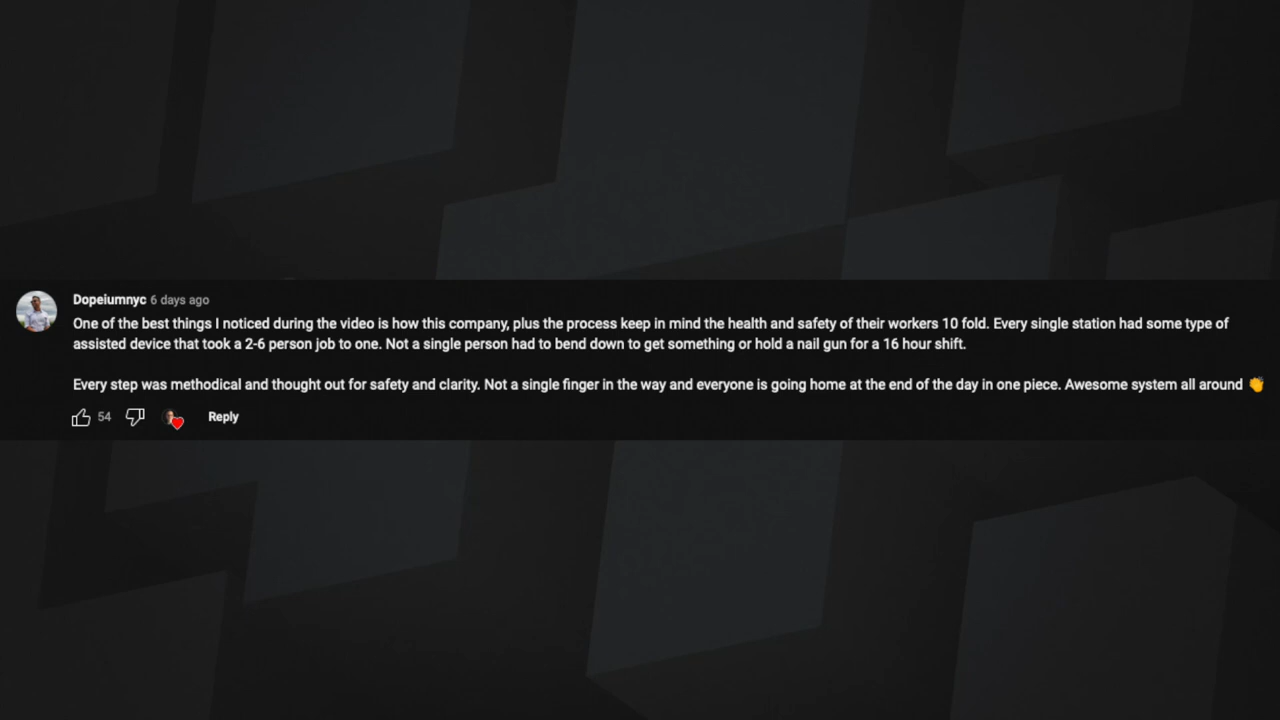 Dopeiumnyc 6 days ago
One of the best things I noticed during the video is how this company, plus the process keep in mind the health and safety of their workers 10 fold. Every single station had some type of
assisted device that took a 2-6 person job to one. Not a single person had to bend down to get something or hold a nail gun for a 16 hour shift.
Every step was methodical and thought out for safety and clarity. Not a single finger in the way and everyone is going home at the end of the day in one piece. Awesome system all around 👏
54 Reply